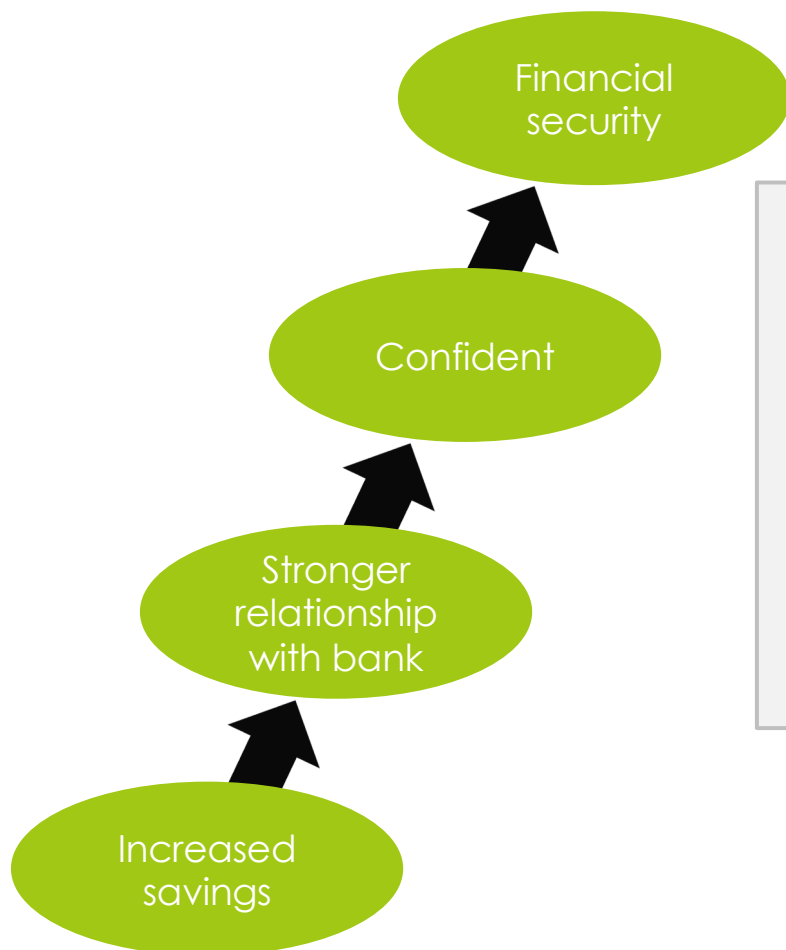 Financial
security
Confident
Stronger
relationship
with bank
Increased
savings